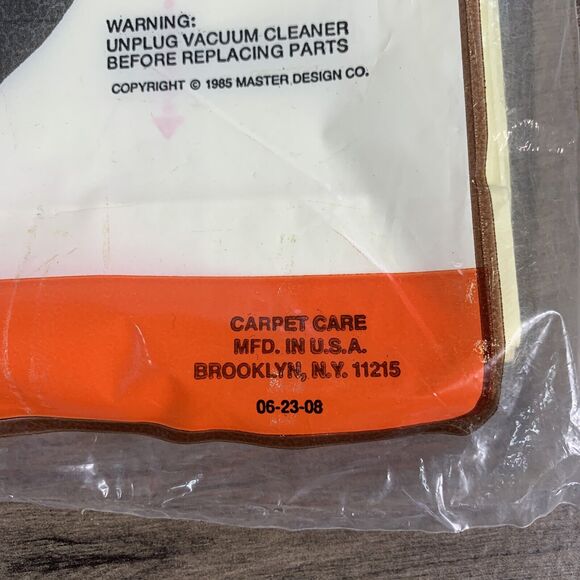 WARNING:
UNPLUG VACUUM CLEANER
BEFORE REPLACING PARTS
COPYRIGHT © 1985 MASTER DESIGN CO.
CARPET CARE
MFD. IN U.S.A.
BROOKLYN, N.Y. 11215
06-23-08